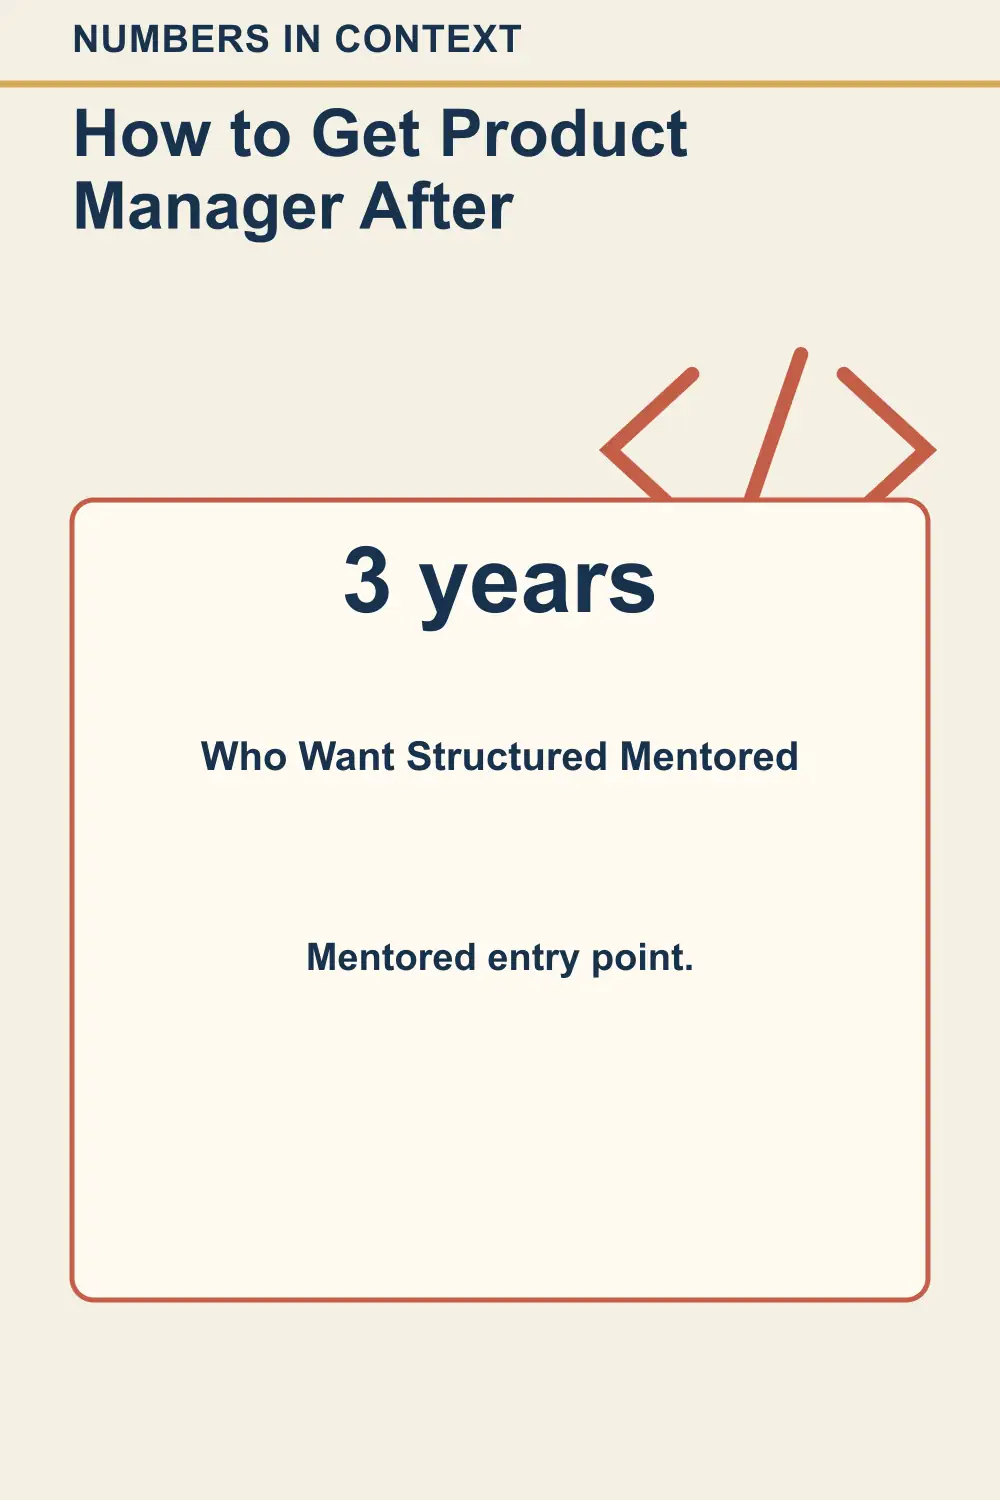 NUMBERS IN CONTEXT
How to Get Product
Manager After
3 years
Who Want Structured Mentored
Mentored entry point.